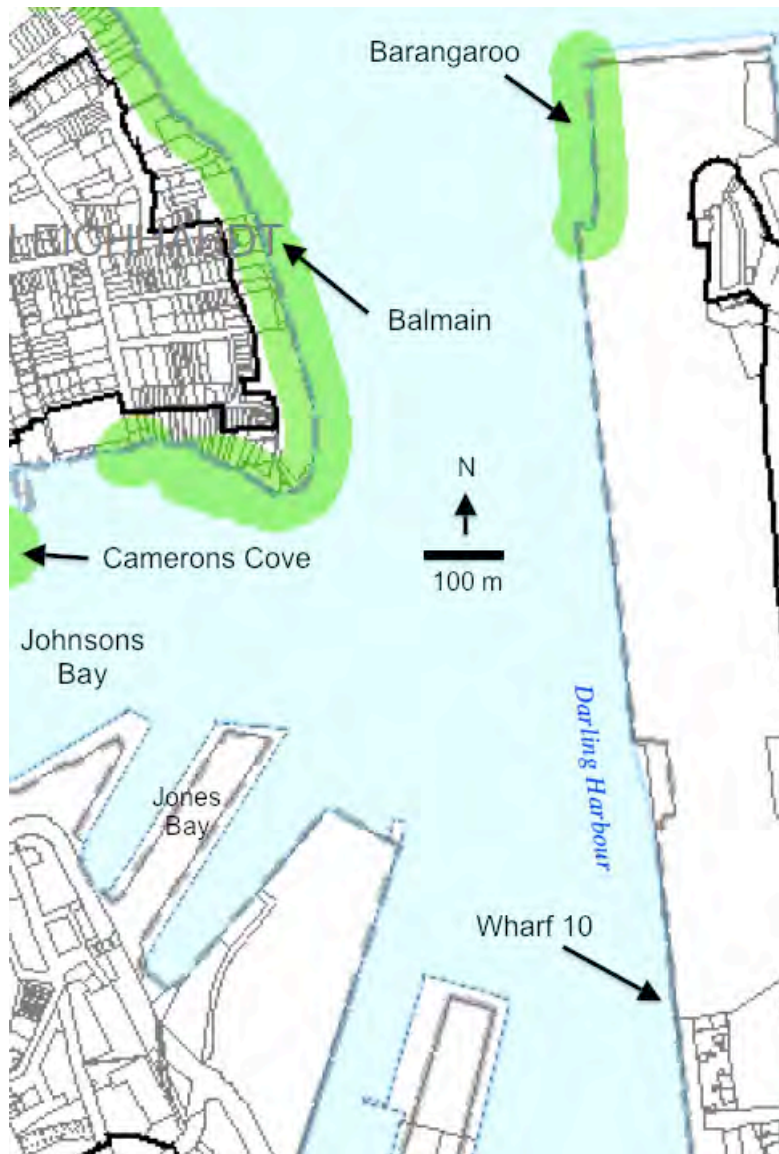 Barangaroo
LEICHHARDT
Balmain
N
100 m
Camerons Cove
Johnsons
Bay
Darling Harbour
Jones
Bay
Wharf 10